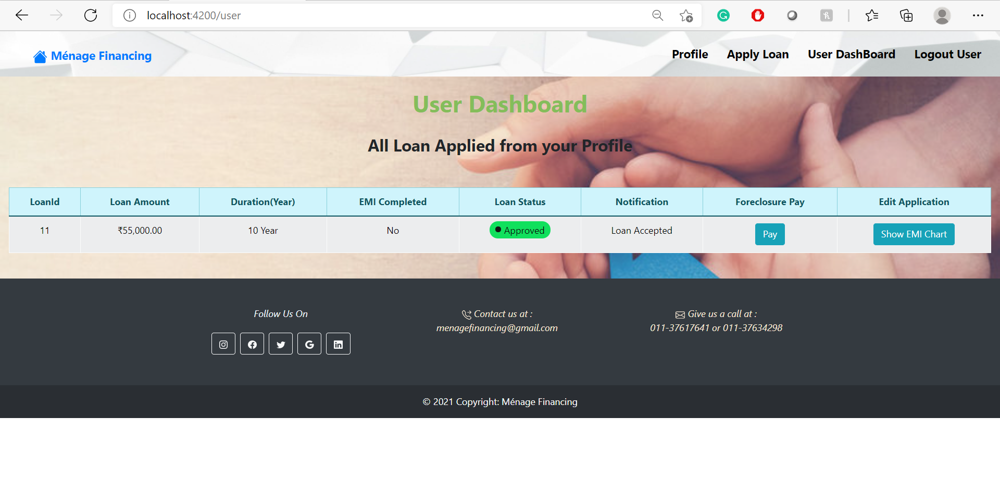 localhost:4200/user
Ménage Financing
Profile Apply Loan User DashBoard Logout User
User Dashboard
All Loan Applied from your Profile
LoanId Loan Amount Duration(Year) EMI Completed Loan Status Notification Foreclosure Pay Edit Application
11 ₹55,000.00 10 Year No Approved Loan Accepted Pay Show EMI Chart
Follow Us On
Contact us at :
menagefinancing@gmail.com
Give us a call at :
011-37617641 or 011-37634298
© 2021 Copyright: Ménage Financing